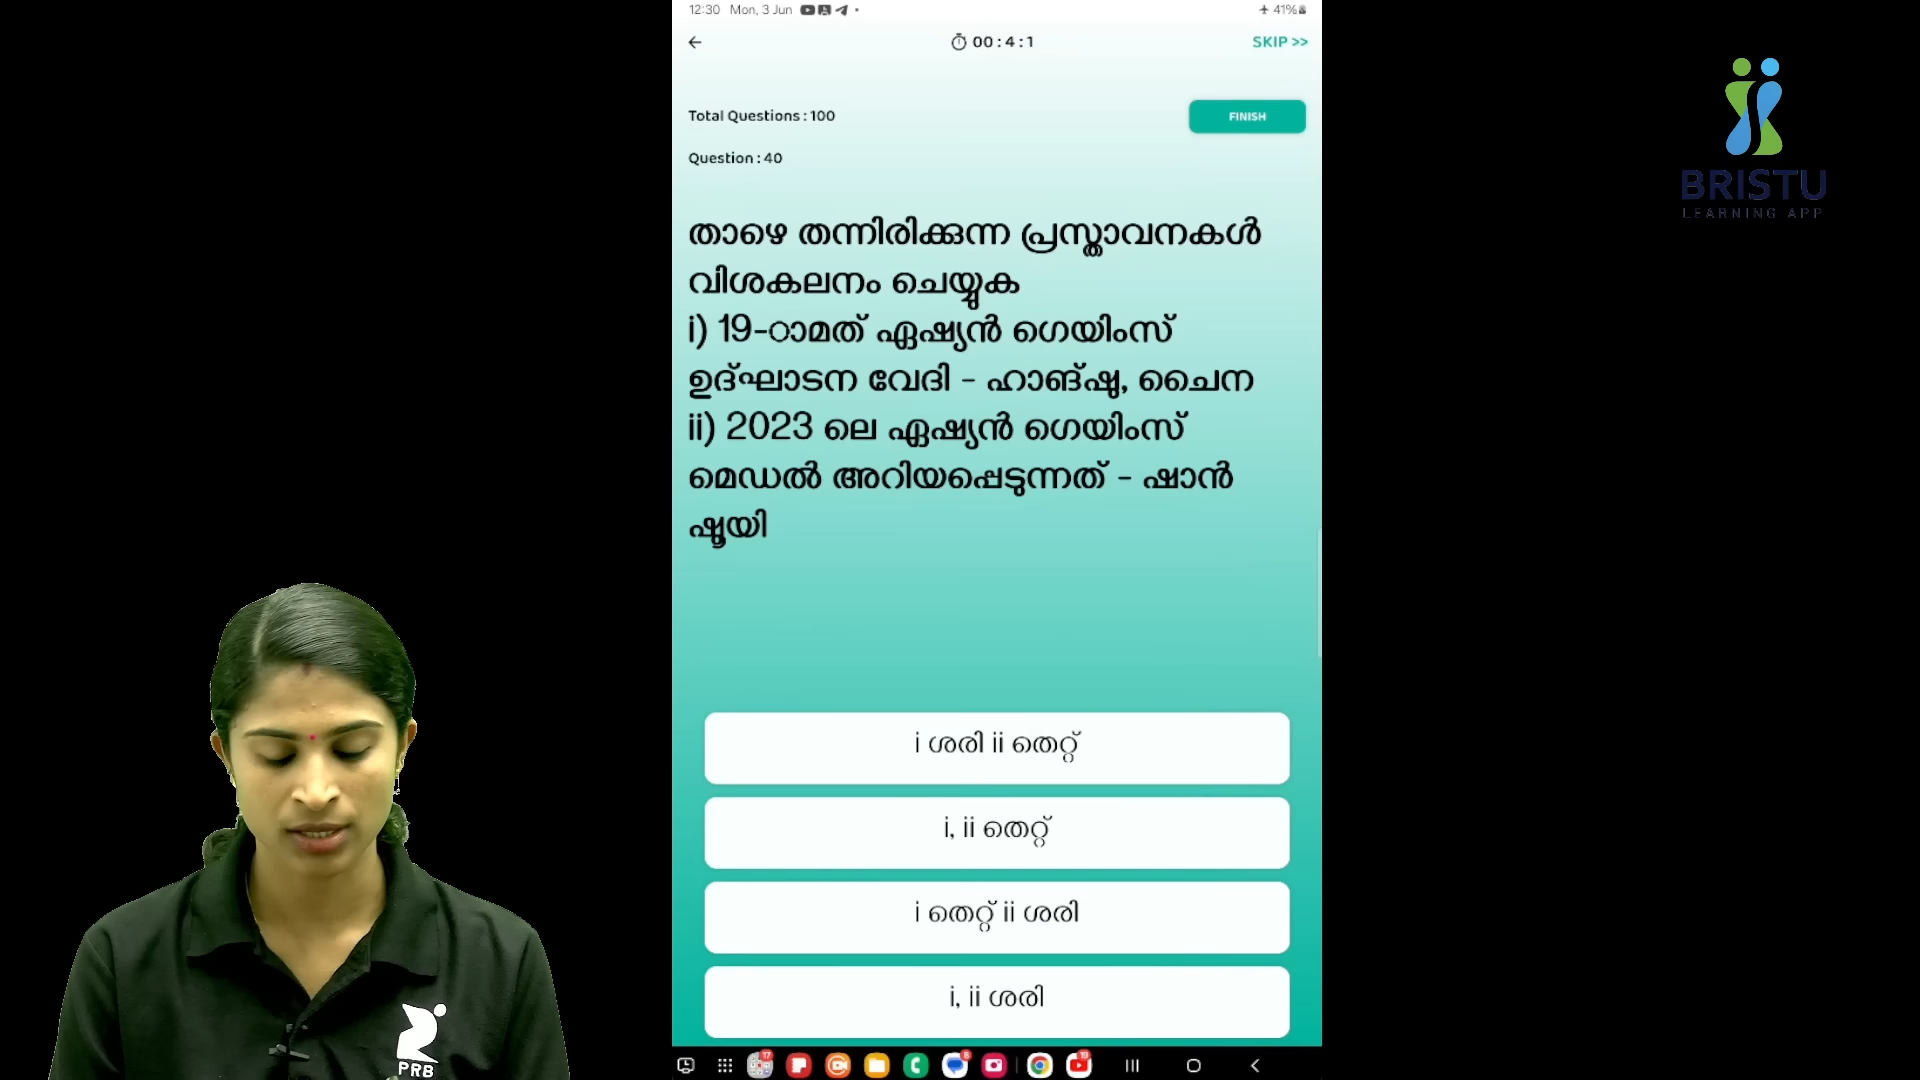 12:30 Mon, 3 Jun
41%
00 : 4 : 1
SKIP >>
Total Questions : 100
FINISH
Question : 40
താഴെ തന്നിരിക്കുന്ന പ്രസ്താവനകൾ
വിശകലനം ചെയ്യുക
i) 19-ാമത് ഏഷ്യൻ ഗെയിംസ്
ഉദ്ഘാടന വേദി - ഹാങ്ഷു, ചൈന
ii) 2023 ലെ ഏഷ്യൻ ഗെയിംസ്
മെഡൽ അറിയപ്പെടുന്നത് - ഷാൻ
ഷൂയി
i ശരി ii തെറ്റ്
i, ii തെറ്റ്
i തെറ്റ് ii ശരി
i, ii ശരി
BRISTU
LEARNING APP
PRB